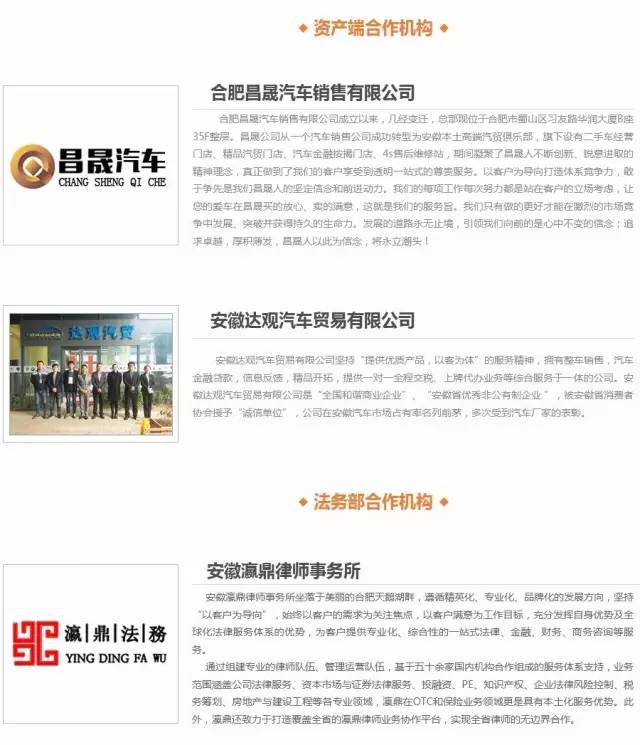 资产端合作机构
合肥昌晟汽车销售有限公司
昌晟汽车
CHANG SHENG QI CHE
合肥昌晟汽车销售有限公司成立以来，几经变迁，总部现位于合肥市蜀山区习友路华润大厦B座
35F整层。昌晟公司从一个汽车销售公司成功转型为安徽本土高端汽贸俱乐部，旗下设有二手车经营
门店、精品汽贸门店、汽车金融按揭门店、4s售后维修站，期间凝聚了昌晟人不断创新、锐意进取的
精神理念，真正做到了我们的客户享受到透明一站式的尊贵服务。以客户为导向打造体系竞争力，敢
于争先是我们昌晟人的坚定信念和前进动力。我们的每项工作每次努力都是站在客户的立场考虑，让
您的爱车在昌晟买的放心、卖的满意，这就是我们的服务旨。我们只有做的更好才能在激烈的市场竞
争中发展、突破并获得持久的生命力。发展的道路永无止境，引领我们向前的是心中不变的信念；追
求卓越，厚积薄发，昌晟人以此为信念，将永立潮头！
安徽达观汽车贸易有限公司
达观汽贸
安徽达观汽车贸易有限公司坚持“提供优质产品，以客为体”的服务精神，拥有整车销售，汽车
金融贷款，信息反馈，精品开拓，提供一对一全程交税、上牌代办业务等综合服务于一体的公司。安
徽达观汽车贸易有限公司是“全国和谐商业企业”、“安徽省优秀非公有制企业 ”，被安徽省消费者
协会授予“诚信单位”，公司在安徽汽车市场占有率名列前茅，多次受到汽车厂家的表彰。
法务部合作机构
安徽瀛鼎律师事务所
瀛鼎法務
YING DING FA WU
安徽瀛鼎律师事务所坐落于美丽的合肥天鹅湖畔，遵循精英化、专业化、品牌化的发展方向，坚持
“以客户为导向”，始终以客户的需求为关注焦点，以客户满意为工作目标，充分发挥自身优势及全
球化法律服务体系的优势，为客户提供专业化、综合性的一站式法律、金融、财务、商务咨询等服
务。
通过组建专业的律师队伍、管理运营队伍，基于五十余家国内机构合作组成的服务体系支持，业务
范围涵盖公司法律服务、资本市场与证券法律服务、投融资、PE、知识产权、企业法律风险控制、税
务筹划、房地产与建设工程等各专业领域，瀛鼎在OTC和保险业务领域更是具有本土化服务优势。此
外，瀛鼎还致力于打造覆盖全省的瀛鼎律师业务协作平台，实现全省律师的无边界合作。